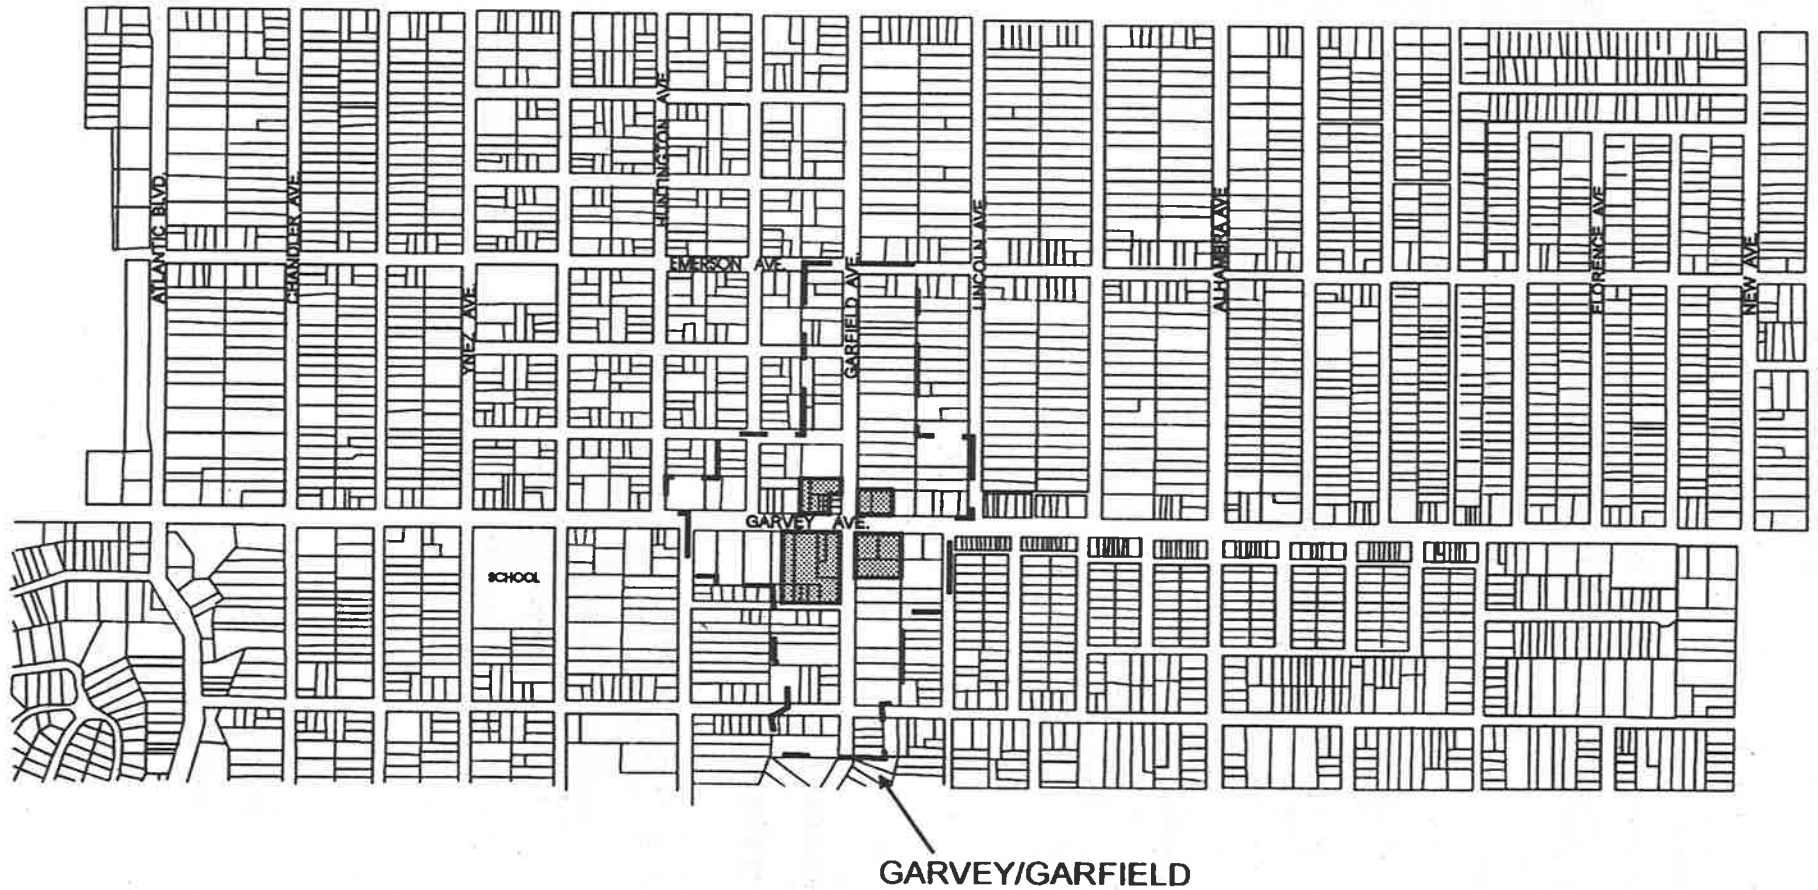 HUNTINGTON AVE
ATLANTIC BLVD.
CHANDLER AVE.
LINCOLN AVE
ALHAMBRA AVE
FLORENCE AVE
NEW AVE.
EMERSON AVE.
GARFIELD AVE.
YNEZ AVE.
GARVEY AVE.
SCHOOL
GARVEY/GARFIELD